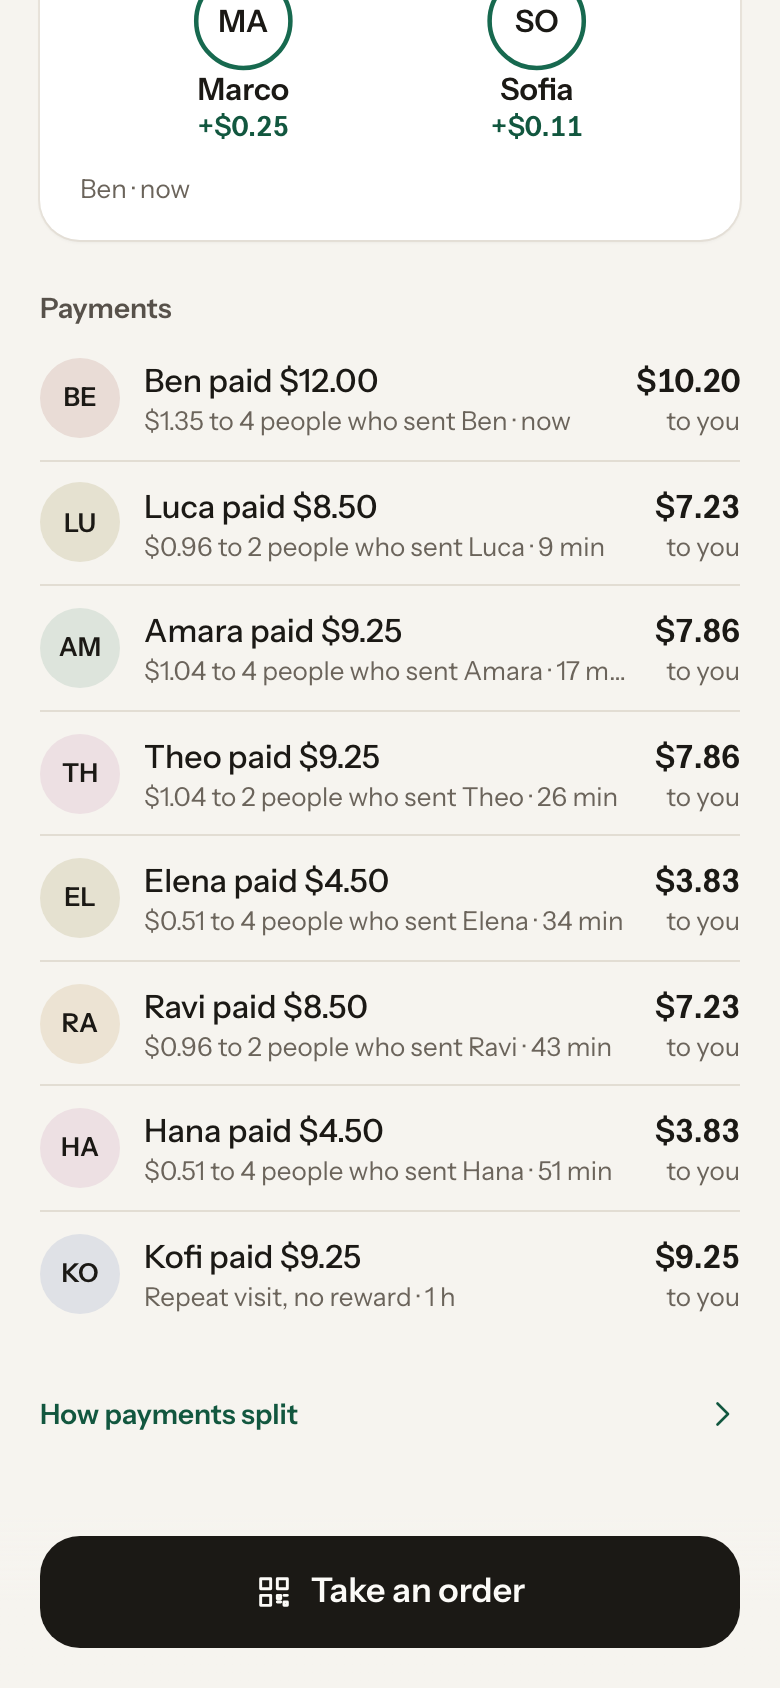 MA
SO
Marco
Sofia
+$0.25
+$0.11
Ben · now
Payments
BE
Ben paid $12.00
$10.20
$1.35 to 4 people who sent Ben · now
to you
LU
Luca paid $8.50
$7.23
$0.96 to 2 people who sent Luca · 9 min
to you
AM
Amara paid $9.25
$7.86
$1.04 to 4 people who sent Amara · 17 m...
to you
TH
Theo paid $9.25
$7.86
$1.04 to 2 people who sent Theo · 26 min
to you
EL
Elena paid $4.50
$3.83
$0.51 to 4 people who sent Elena · 34 min
to you
RA
Ravi paid $8.50
$7.23
$0.96 to 2 people who sent Ravi · 43 min
to you
HA
Hana paid $4.50
$3.83
$0.51 to 4 people who sent Hana · 51 min
to you
KO
Kofi paid $9.25
$9.25
Repeat visit, no reward · 1 h
to you
How payments split
Take an order